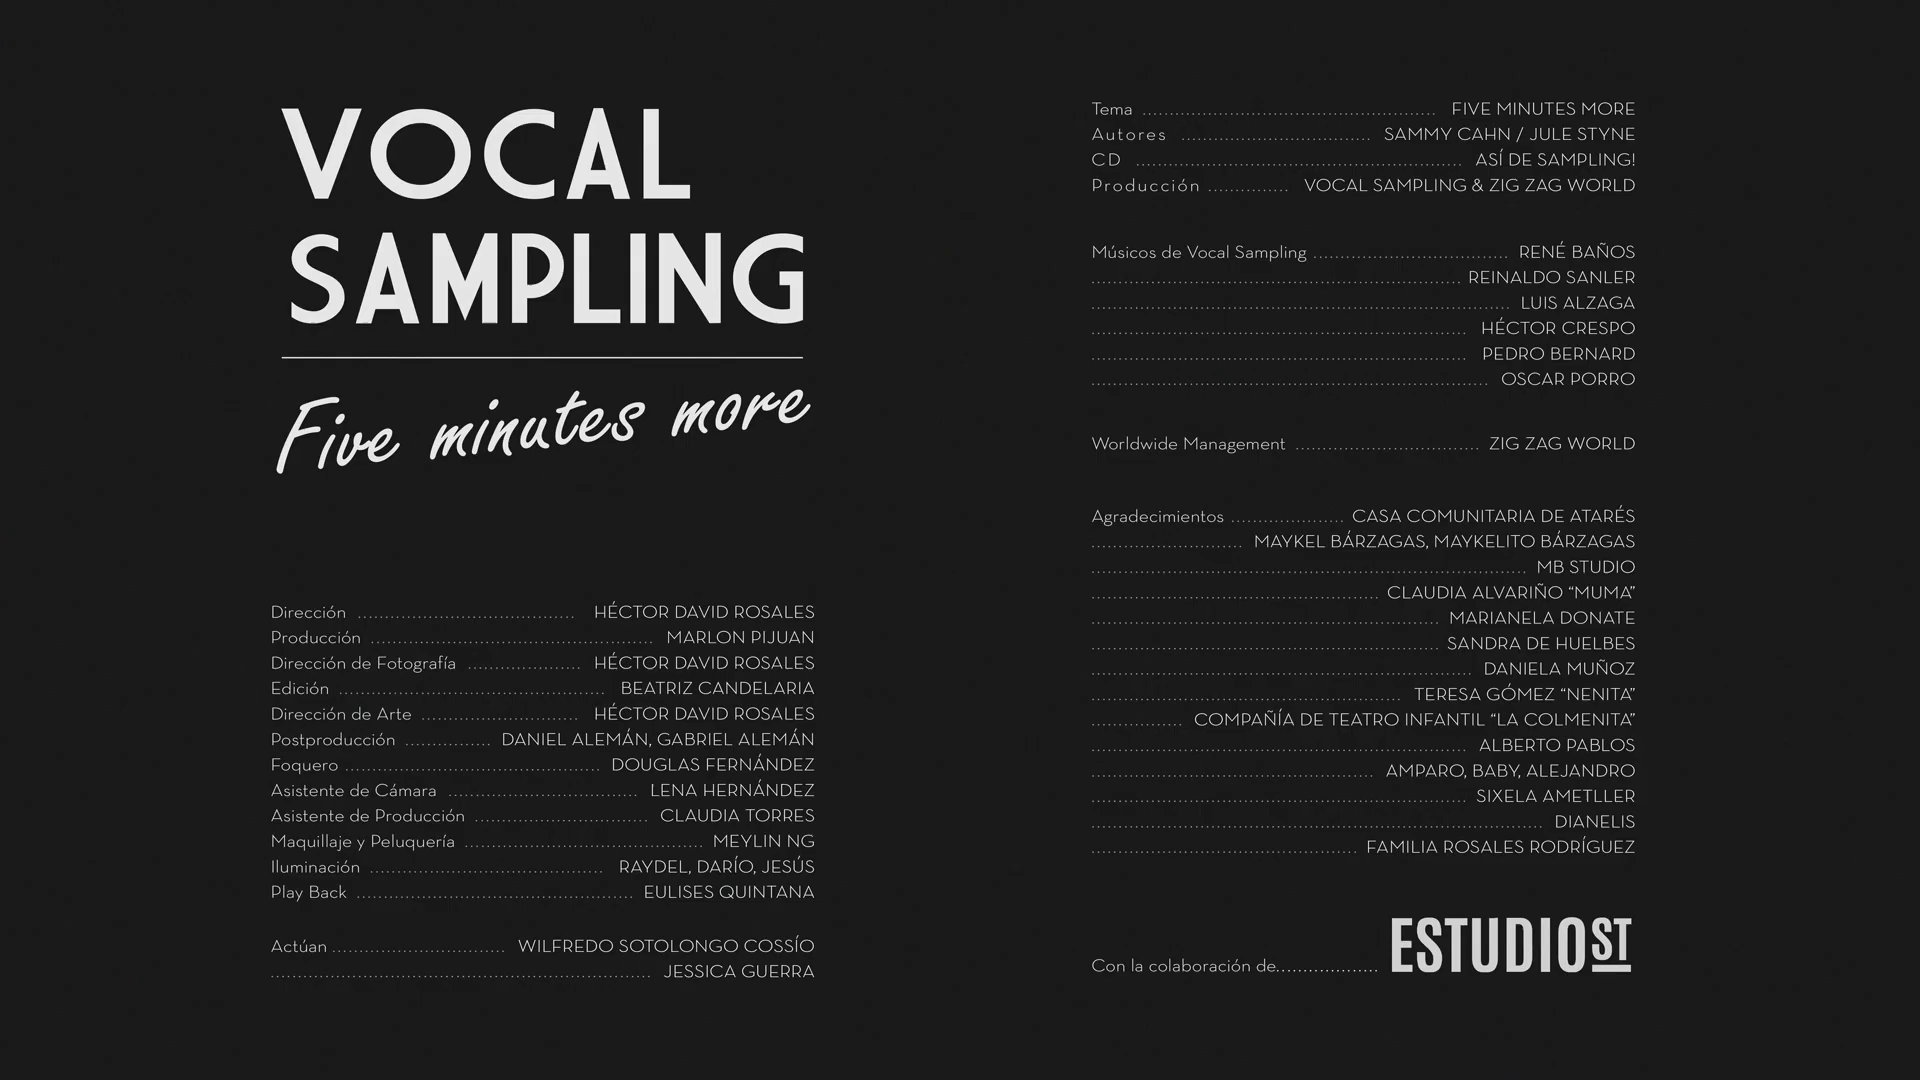 VOCAL
SAMPLING
Five minutes more
Dirección ........................................ HÉCTOR DAVID ROSALES
Producción .................................................... MARLON PIJUAN
Dirección de Fotografía ..................... HÉCTOR DAVID ROSALES
Edición ................................................. BEATRIZ CANDELARIA
Dirección de Arte ............................. HÉCTOR DAVID ROSALES
Postproducción ................ DANIEL ALEMÁN, GABRIEL ALEMÁN
Foquero ............................................... DOUGLAS FERNÁNDEZ
Asistente de Cámara ................................... LENA HERNÁNDEZ
Asistente de Producción ................................ CLAUDIA TORRES
Maquillaje y Peluquería ............................................ MEYLIN NG
Iluminación ........................................... RAYDEL, DARÍO, JESÚS
Play Back ................................................... EULISES QUINTANA
Actúan ................................ WILFREDO SOTOLONGO COSSÍO
...................................................................... JESSICA GUERRA
Tema ...................................................... FIVE MINUTES MORE
Autores ................................... SAMMY CAHN / JULE STYNE
CD ............................................................ ASÍ DE SAMPLING!
Producción ............... VOCAL SAMPLING & ZIG ZAG WORLD
Músicos de Vocal Sampling .................................... RENÉ BAÑOS
.................................................................... REINALDO SANLER
............................................................................. LUIS ALZAGA
..................................................................... HÉCTOR CRESPO
..................................................................... PEDRO BERNARD
......................................................................... OSCAR PORRO
Worldwide Management .................................. ZIG ZAG WORLD
Agradecimientos ..................... CASA COMUNITARIA DE ATARÉS
............................ MAYKEL BÁRZAGAS, MAYKELITO BÁRZAGAS
................................................................................ MB STUDIO
..................................................... CLAUDIA ALVARIÑO “MUMA”
................................................................ MARIANELA DONATE
................................................................ SANDRA DE HUELBES
...................................................................... DANIELA MUÑOZ
......................................................... TERESA GÓMEZ “NENITA”
................. COMPAÑÍA DE TEATRO INFANTIL “LA COLMENITA”
..................................................................... ALBERTO PABLOS
.................................................... AMPARO, BABY, ALEJANDRO
..................................................................... SIXELA AMETLLER
................................................................................... DIANELIS
................................................. FAMILIA ROSALES RODRÍGUEZ
Con la colaboración de................... ESTUDIOST